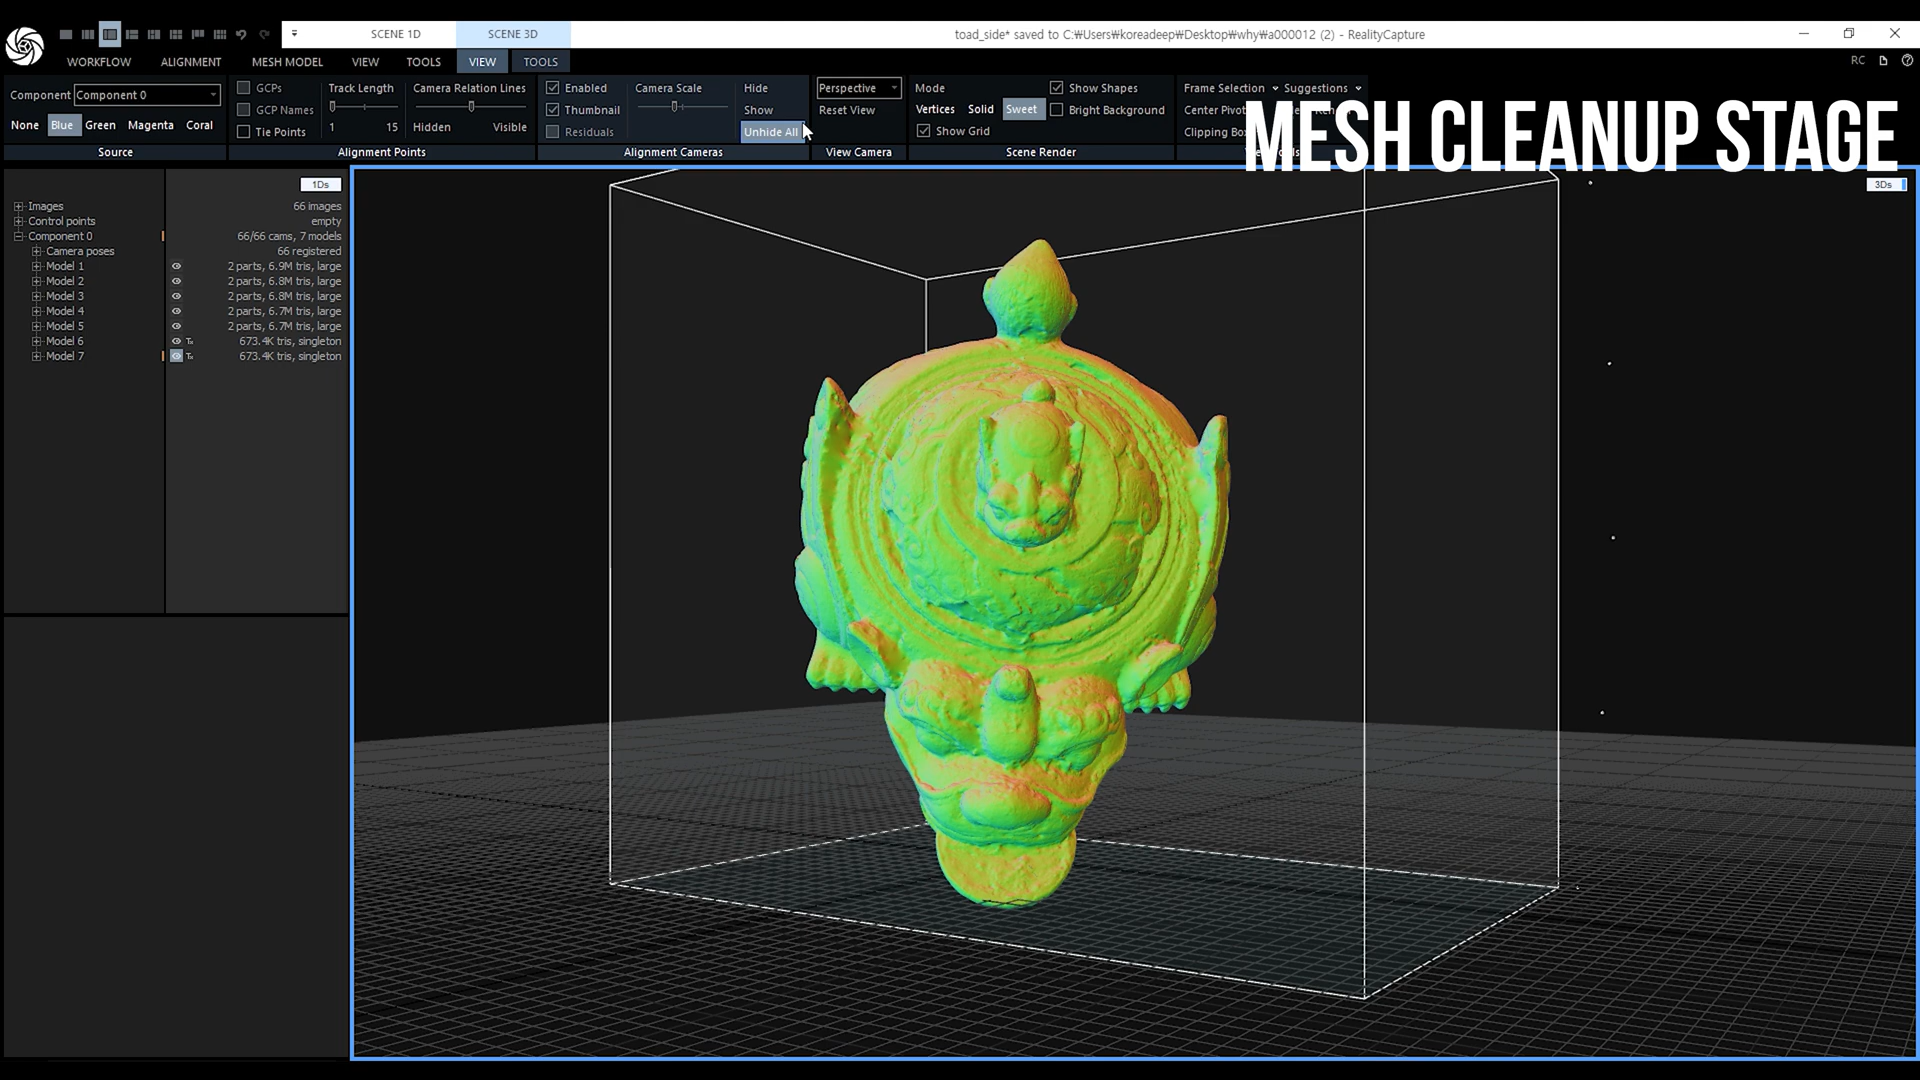 SCENE 1D
SCENE 3D
toad_side* saved to C:₩Users₩koreadeep₩Desktop₩why₩a000012 (2) - RealityCapture
WORKFLOW
ALIGNMENT
MESH MODEL
VIEW
TOOLS
VIEW
TOOLS
RC
Component
Component 0
None
Blue
Green
Magenta
Coral
Source
GCPs
GCP Names
Tie Points
Track Length
1
15
Camera Relation Lines
Hidden
Visible
Alignment Points
Enabled
Thumbnail
Residuals
Camera Scale
Hide
Show
Unhide All
Alignment Cameras
Perspective
Reset View
View Camera
Mode
Vertices
Solid
Sweet
Show Grid
Show Shapes
Bright Background
Scene Render
Frame Selection
Suggestions
Center Pivot
Clipping Box
MESH CLEANUP STAGE
1Ds
3Ds
Images 66 images
Control points empty
Component 0 66/66 cams, 7 models
Camera poses 66 registered
Model 1 2 parts, 6.9M tris, large
Model 2 2 parts, 6.8M tris, large
Model 3 2 parts, 6.8M tris, large
Model 4 2 parts, 6.7M tris, large
Model 5 2 parts, 6.7M tris, large
Model 6 673.4K tris, singleton
Model 7 673.4K tris, singleton